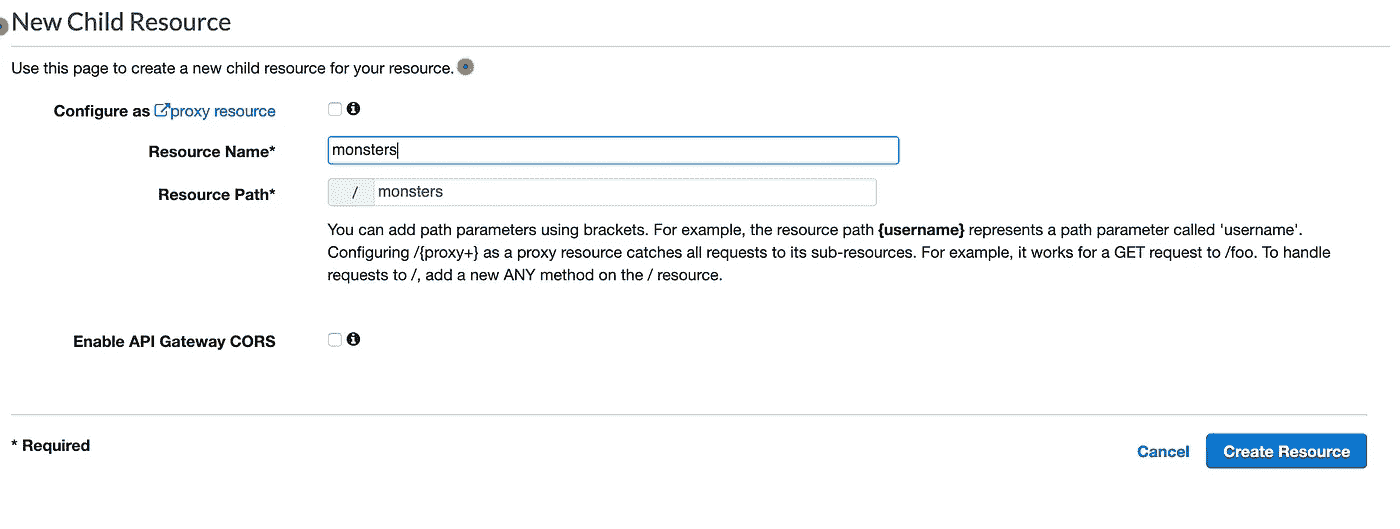 New Child Resource
Use this page to create a new child resource for your resource.
Configure as proxy resource
Resource Name* monsters
Resource Path* / monsters
You can add path parameters using brackets. For example, the resource path {username} represents a path parameter called 'username'.
Configuring /{proxy+} as a proxy resource catches all requests to its sub-resources. For example, it works for a GET request to /foo. To handle
requests to /, add a new ANY method on the / resource.
Enable API Gateway CORS
* Required
Cancel Create Resource